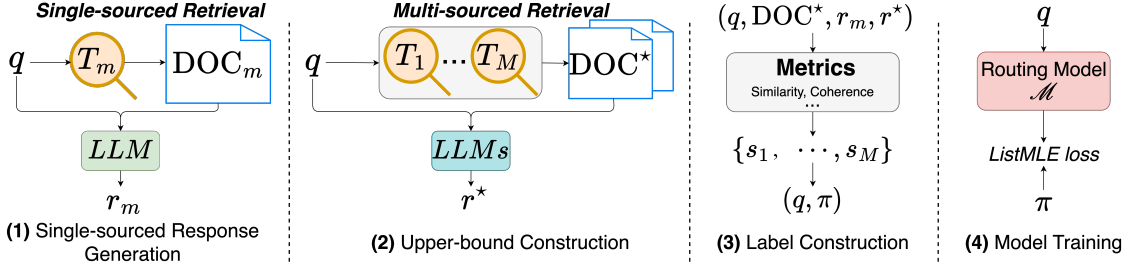 Single-sourced Retrieval
q
T_m
DOC_m
LLM
r_m
(1) Single-sourced Response
Generation
Multi-sourced Retrieval
q
T_1 ⋯ T_M
DOC^⋆
LLMs
r^⋆
(2) Upper-bound Construction
(q, DOC^⋆, r_m, r^⋆)
Metrics
Similarity, Coherence
...
{s_1, ⋯, s_M}
(q, π)
(3) Label Construction
q
Routing Model
ℳ
ListMLE loss
π
(4) Model Training